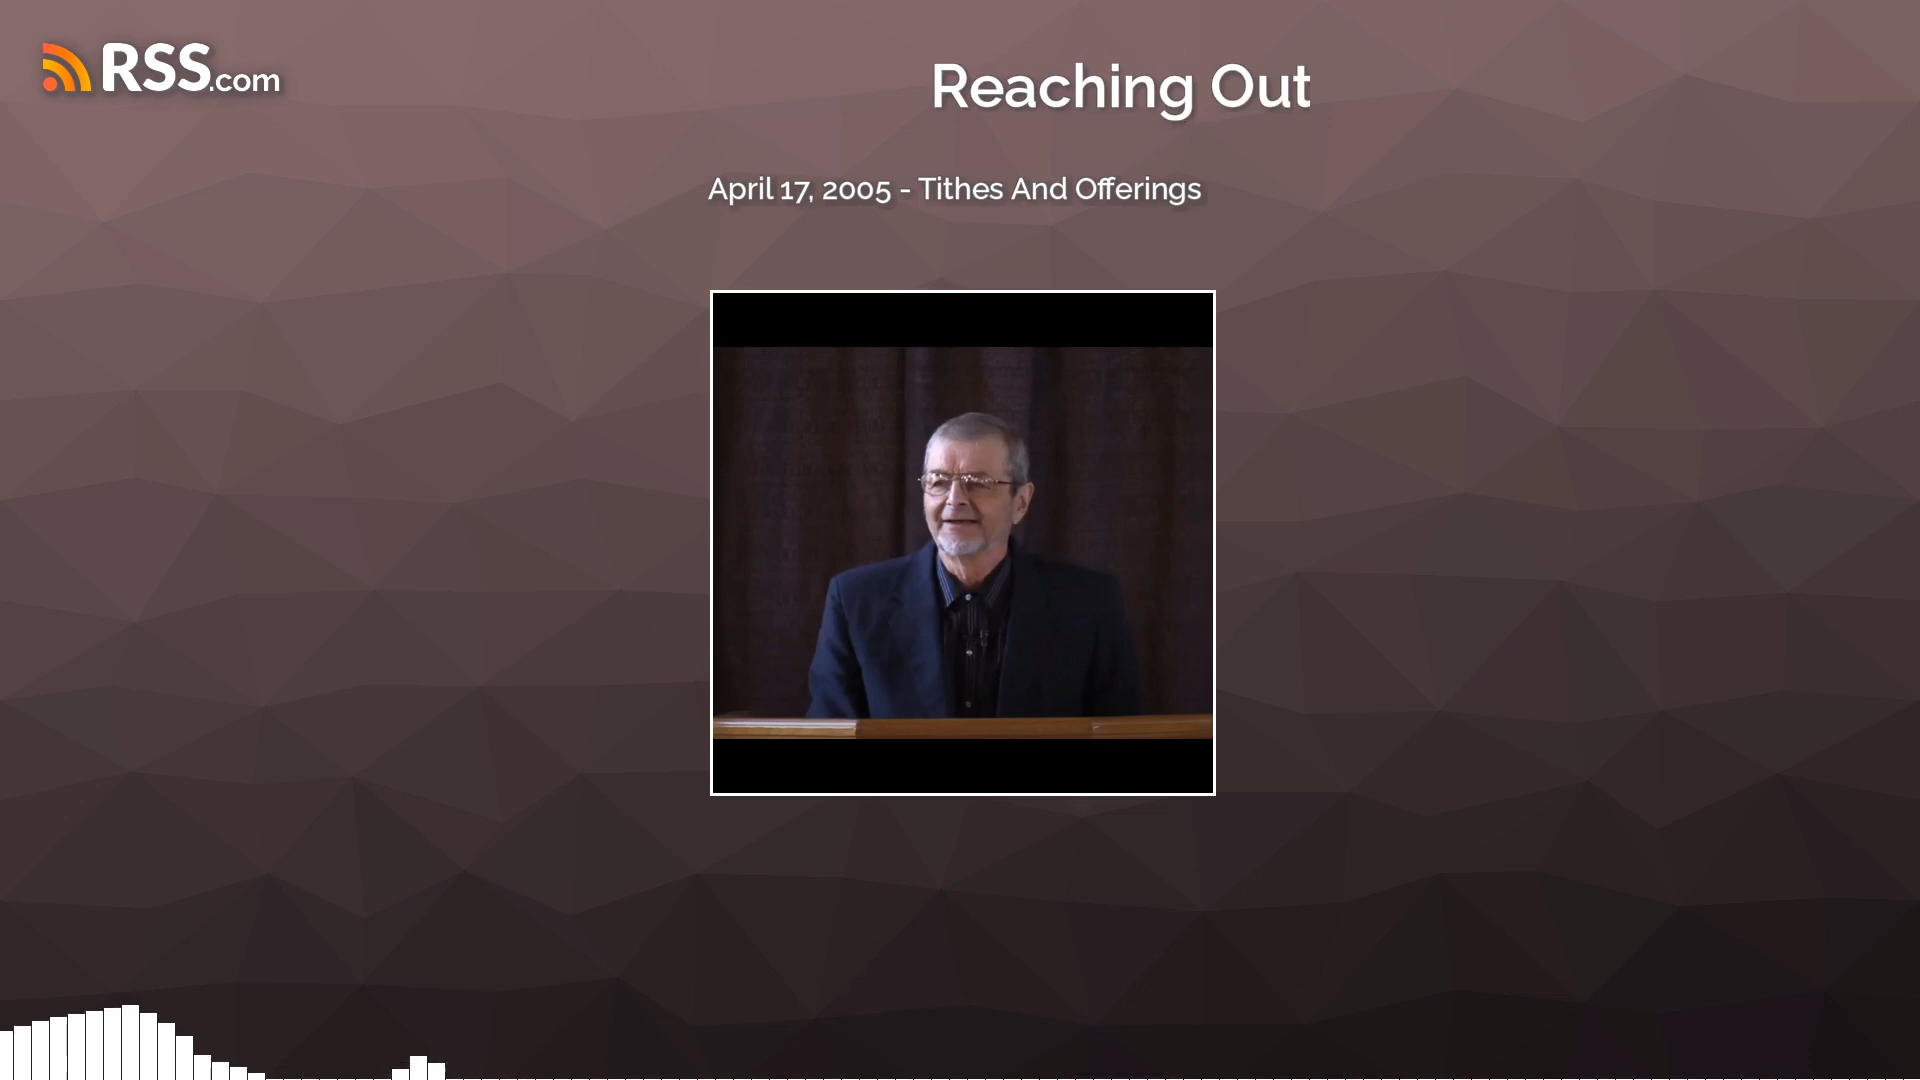 RSS.com
Reaching Out
April 17, 2005 - Tithes And Offerings